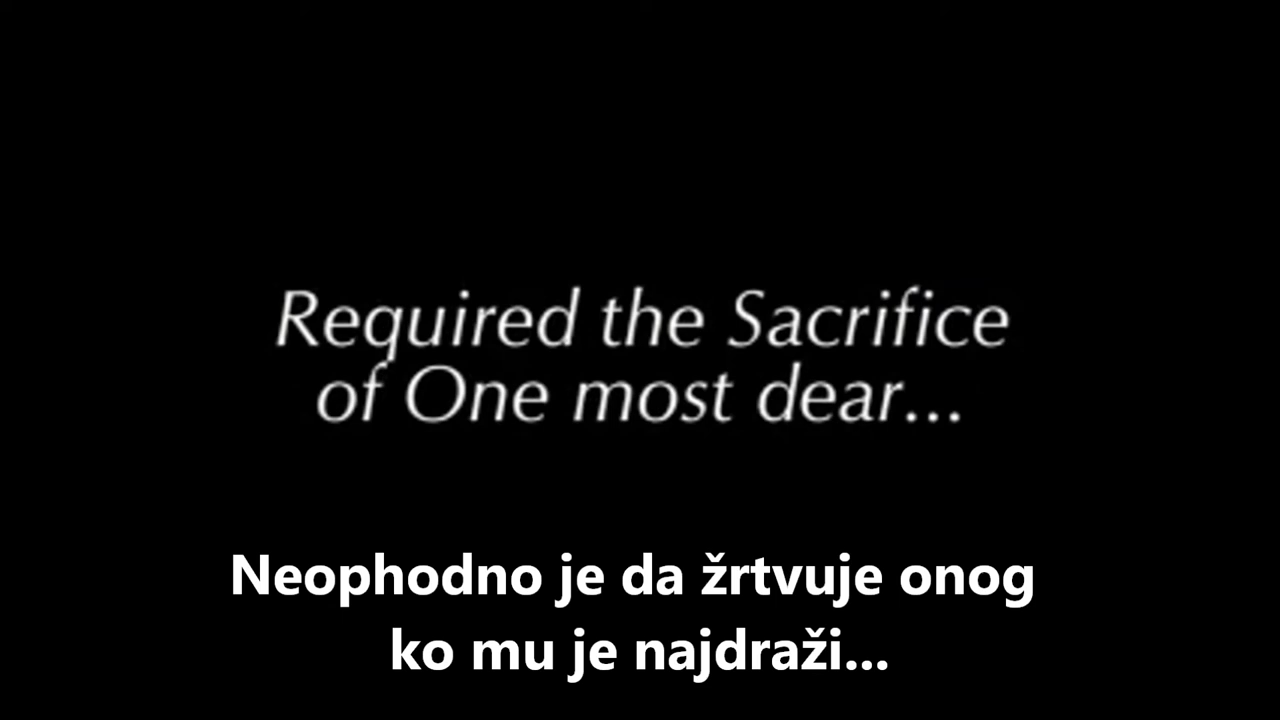 Required the Sacrifice
of One most dear...
Neophodno je da žrtvuje onog
ko mu je najdraži...